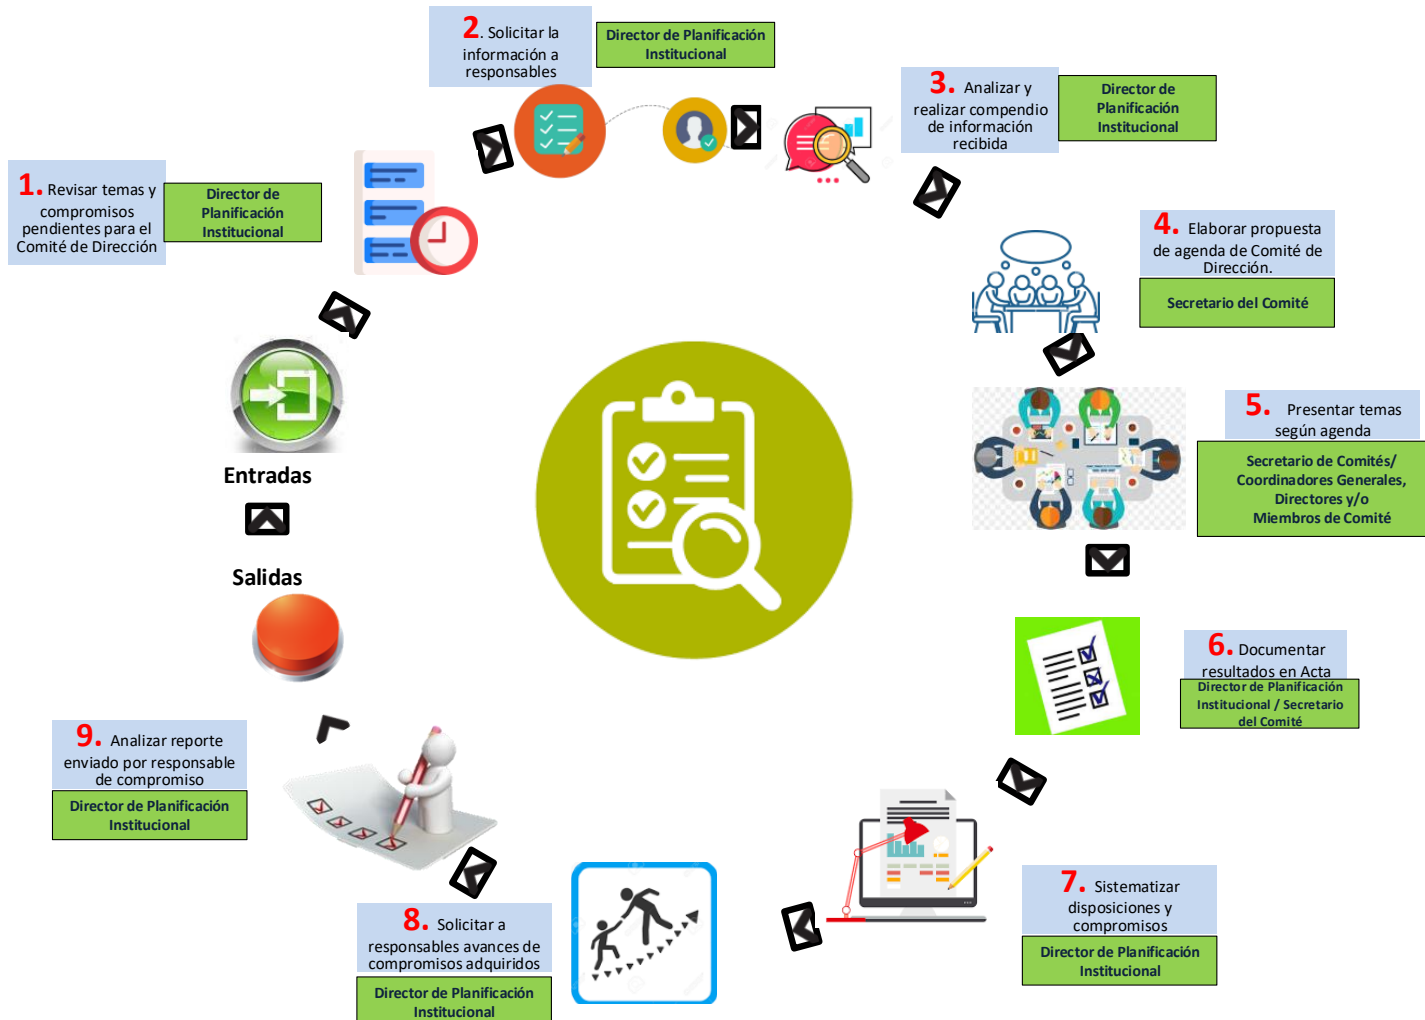 1. Revisar temas y
compromisos
pendientes para el
Comité de Dirección
Director de
Planificación
Institucional
2. Solicitar la
información a
responsables
Director de Planificación
Institucional
3. Analizar y
realizar compendio
de información
recibida
Director de
Planificación
Institucional
4. Elaborar propuesta
de agenda de Comité de
Dirección.
Secretario del Comité
5. Presentar temas
según agenda
Secretario de Comités/
Coordinadores Generales,
Directores y/o
Miembros de Comité
6. Documentar
resultados en Acta
Director de Planificación
Institucional / Secretario
del Comité
7. Sistematizar
disposiciones y
compromisos
Director de Planificación
Institucional
8. Solicitar a
responsables avances de
compromisos adquiridos
Director de Planificación
Institucional
9. Analizar reporte
enviado por responsable
de compromiso
Director de Planificación
Institucional
Salidas
Entradas